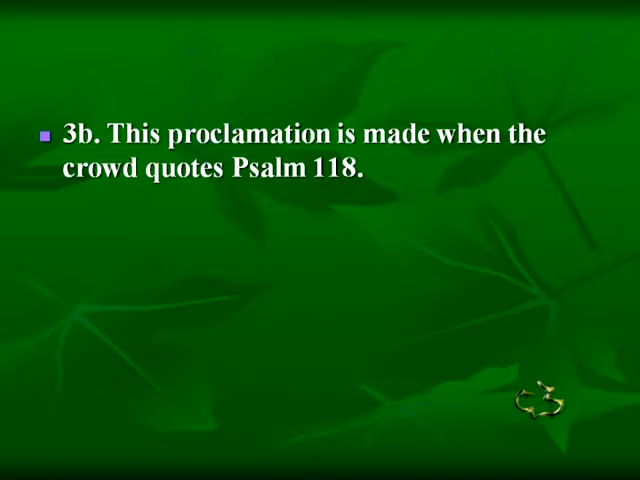 3b. This proclamation is made when the
crowd quotes Psalm 118.